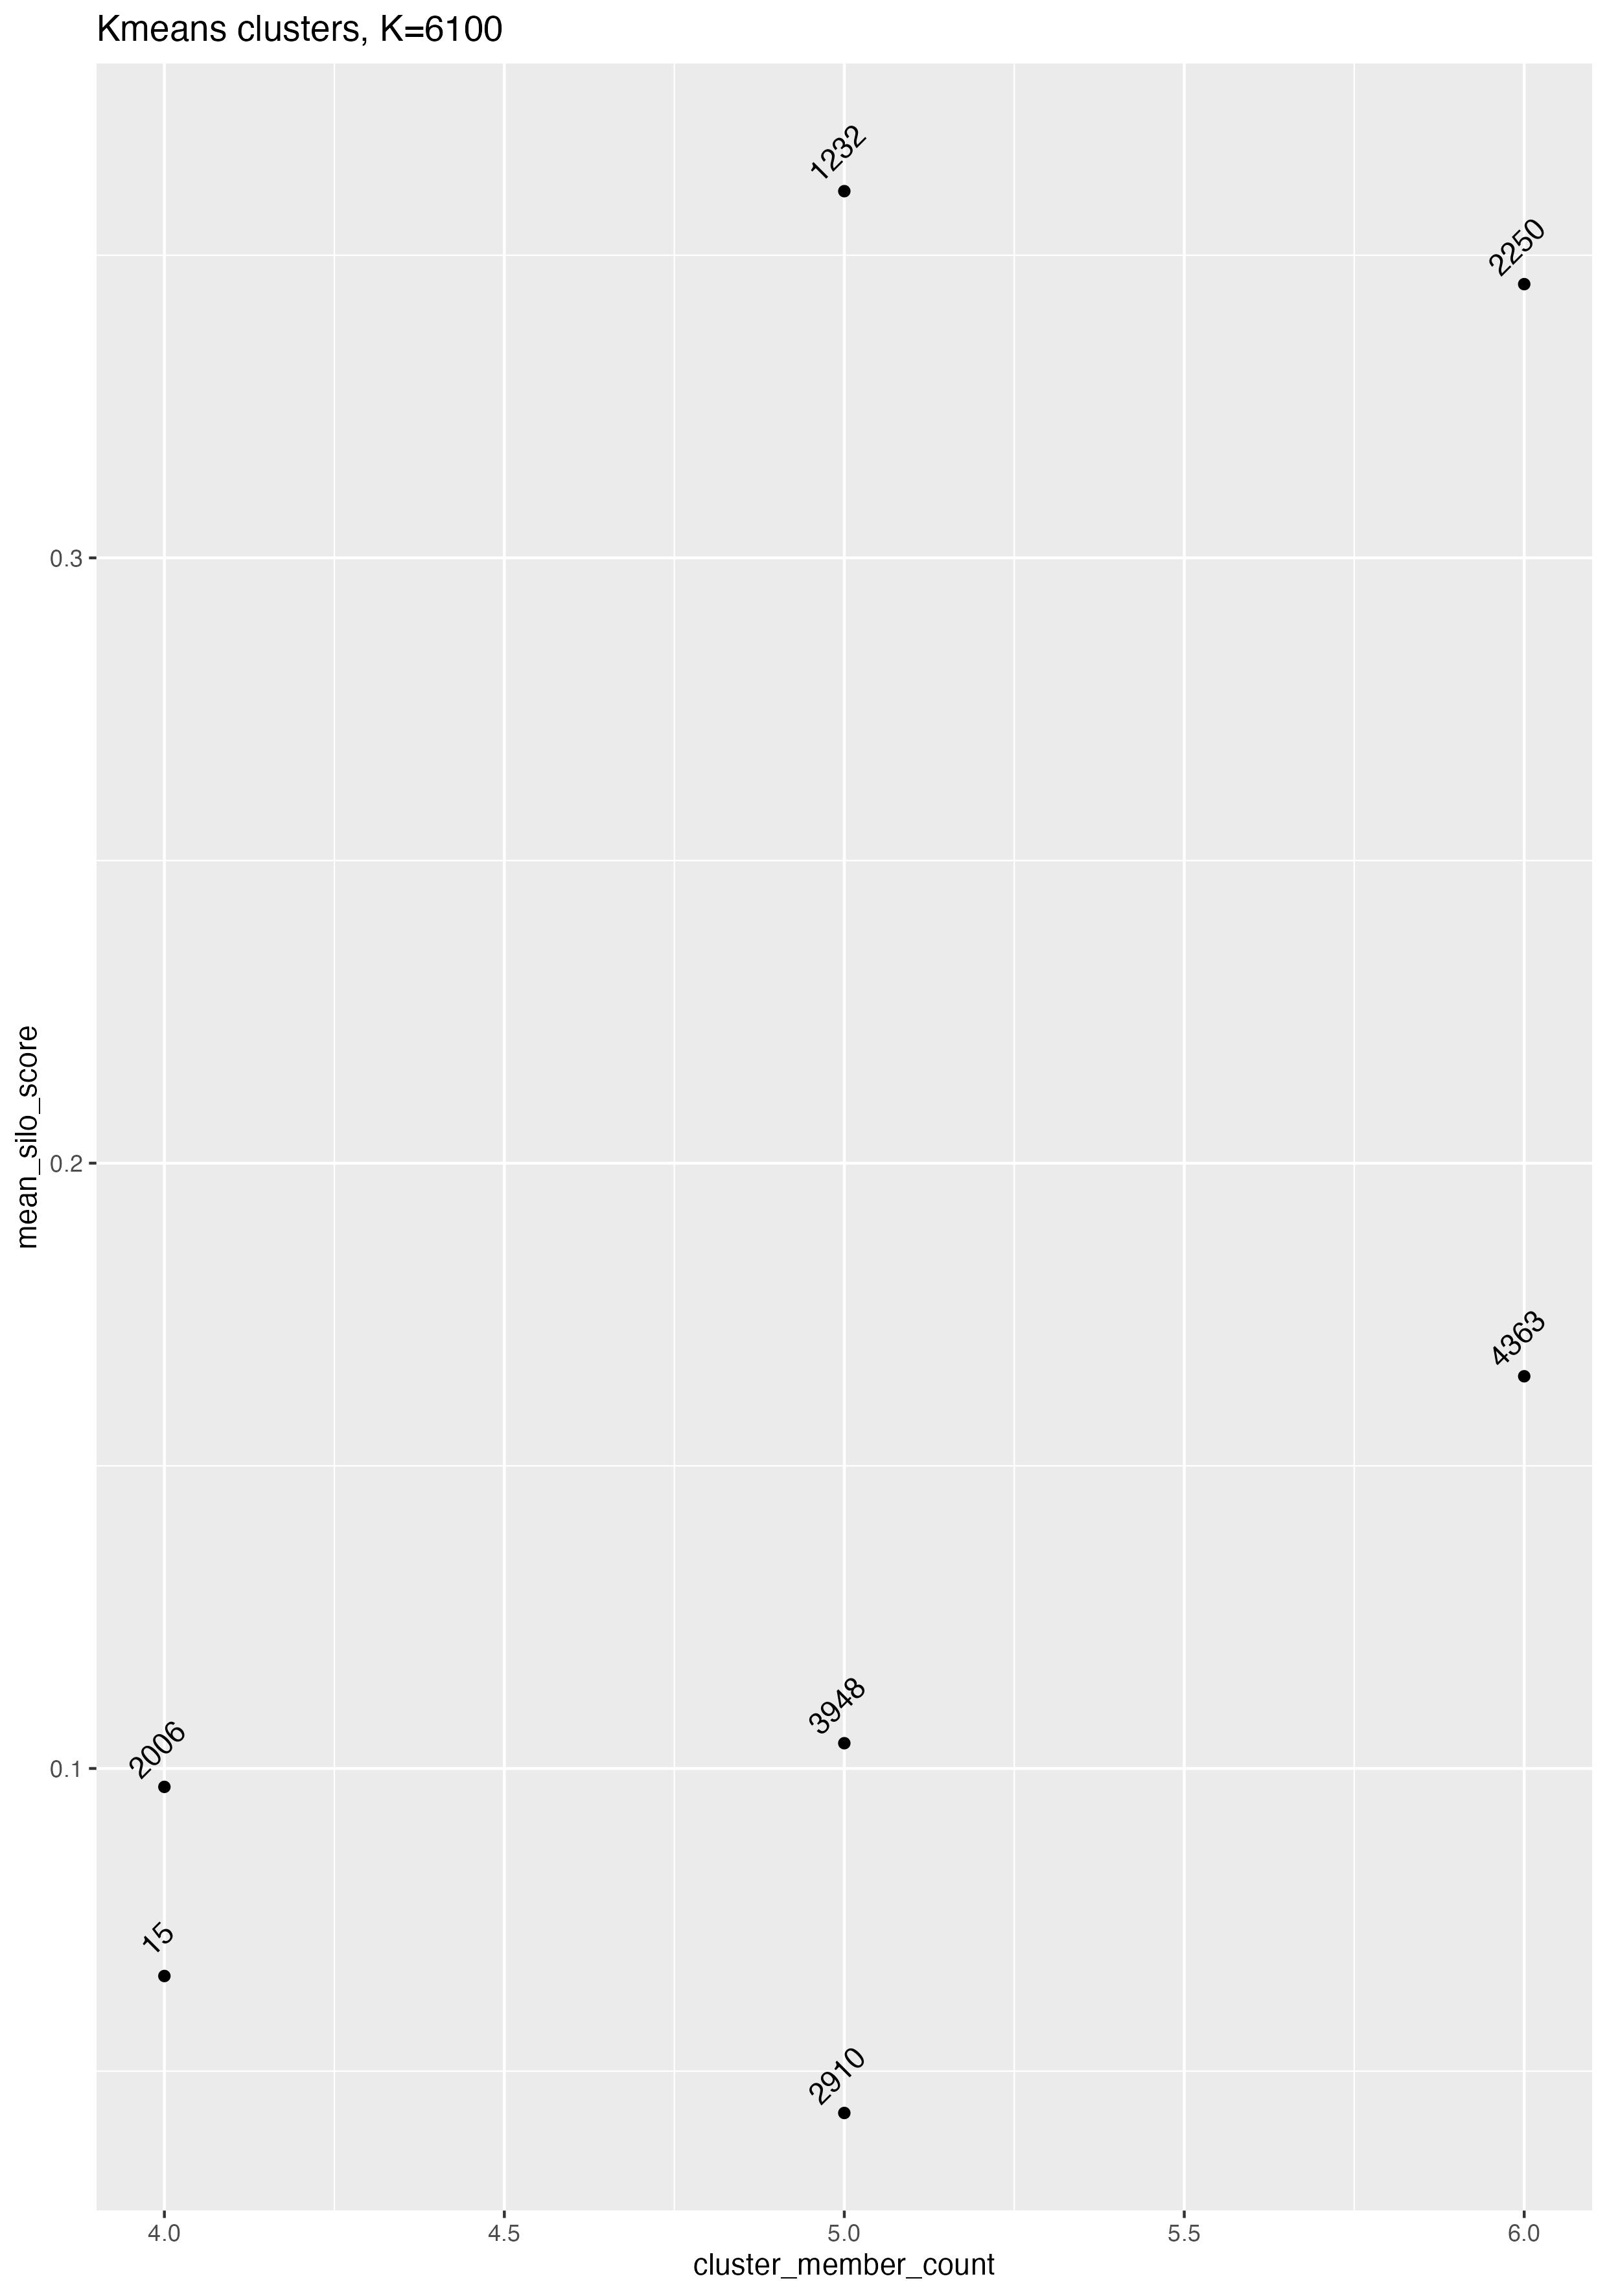 Kmeans clusters, K=6100
1232
2250
0.3
mean_silo_score
0.2
4363
3948
2006
0.1
15
2910
4.0 4.5 5.0 5.5 6.0
cluster_member_count